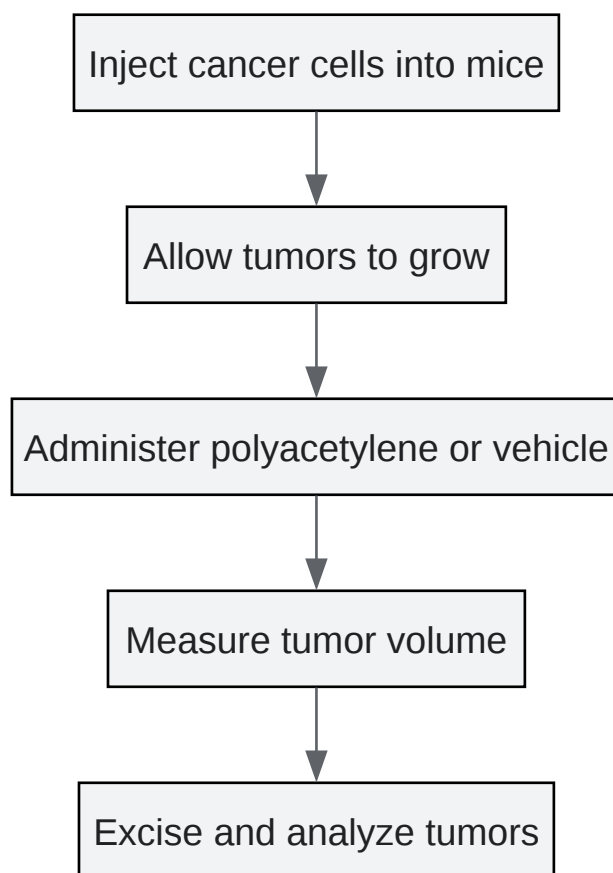 Inject cancer cells into mice
Allow tumors to grow
Administer polyacetylene or vehicle
Measure tumor volume
Excise and analyze tumors